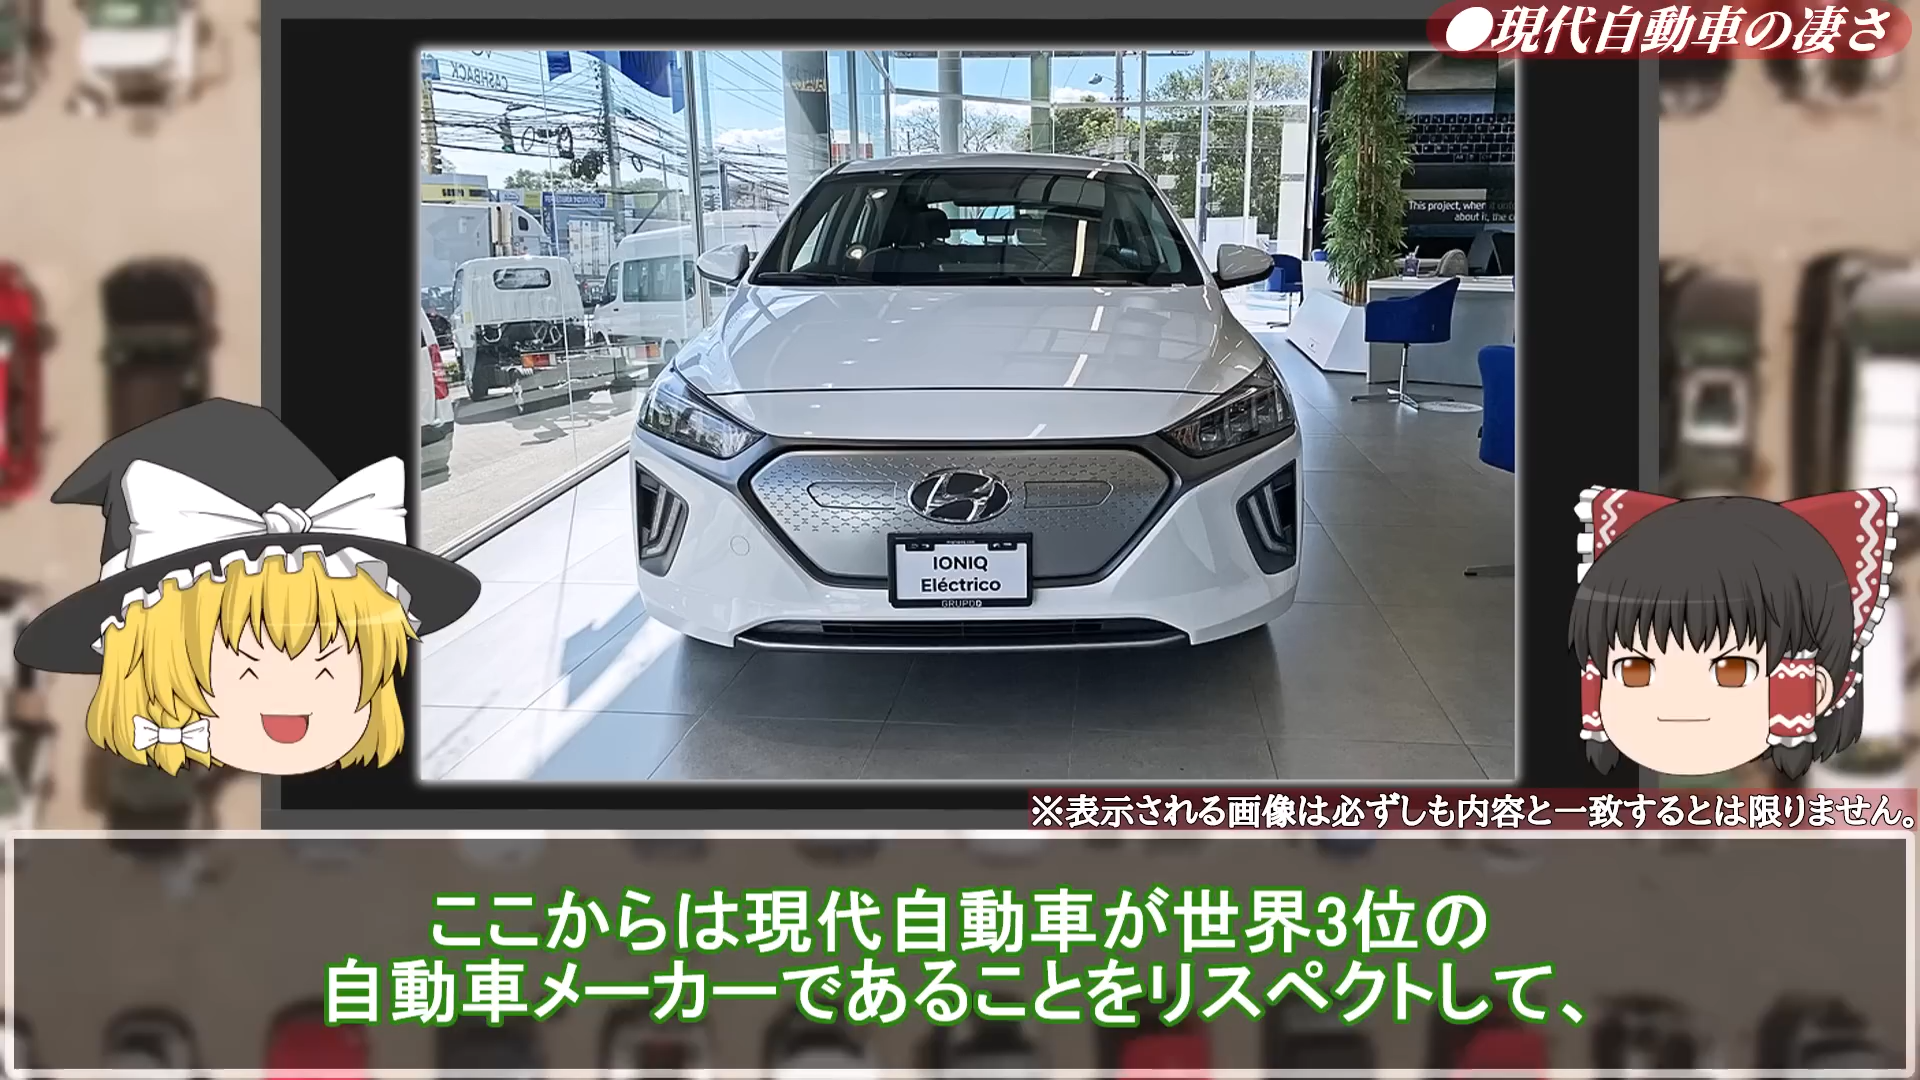 ●現代自動車の凄さ
CASHBACK
This project, when
about it, the c
IONIQ
Eléctrico
GRUPO
※表示される画像は必ずしも内容と一致するとは限りません。
ここからは現代自動車が世界3位の
自動車メーカーであることをリスペクトして、